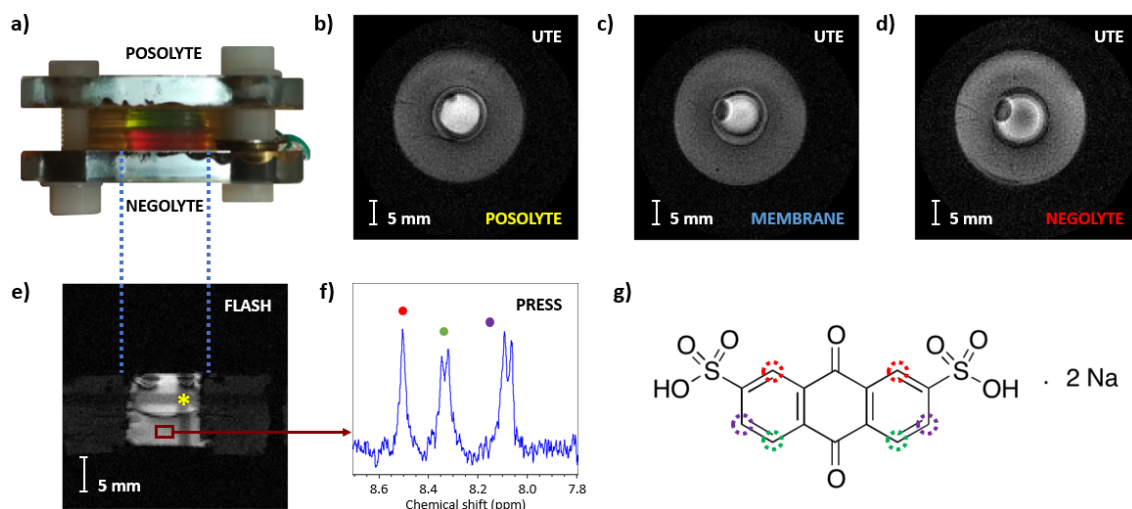 a)
POSOLYTE
NEGOLYTE
b)
UTE
5 mm
POSOLYTE
c)
UTE
5 mm
MEMBRANE
d)
UTE
5 mm
NEGOLYTE
e)
FLASH
*
5 mm
f)
PRESS
8.6 8.4 8.2 8.0 7.8
Chemical shift (ppm)
g)
O O O O O
HO S S OH · 2 Na
O